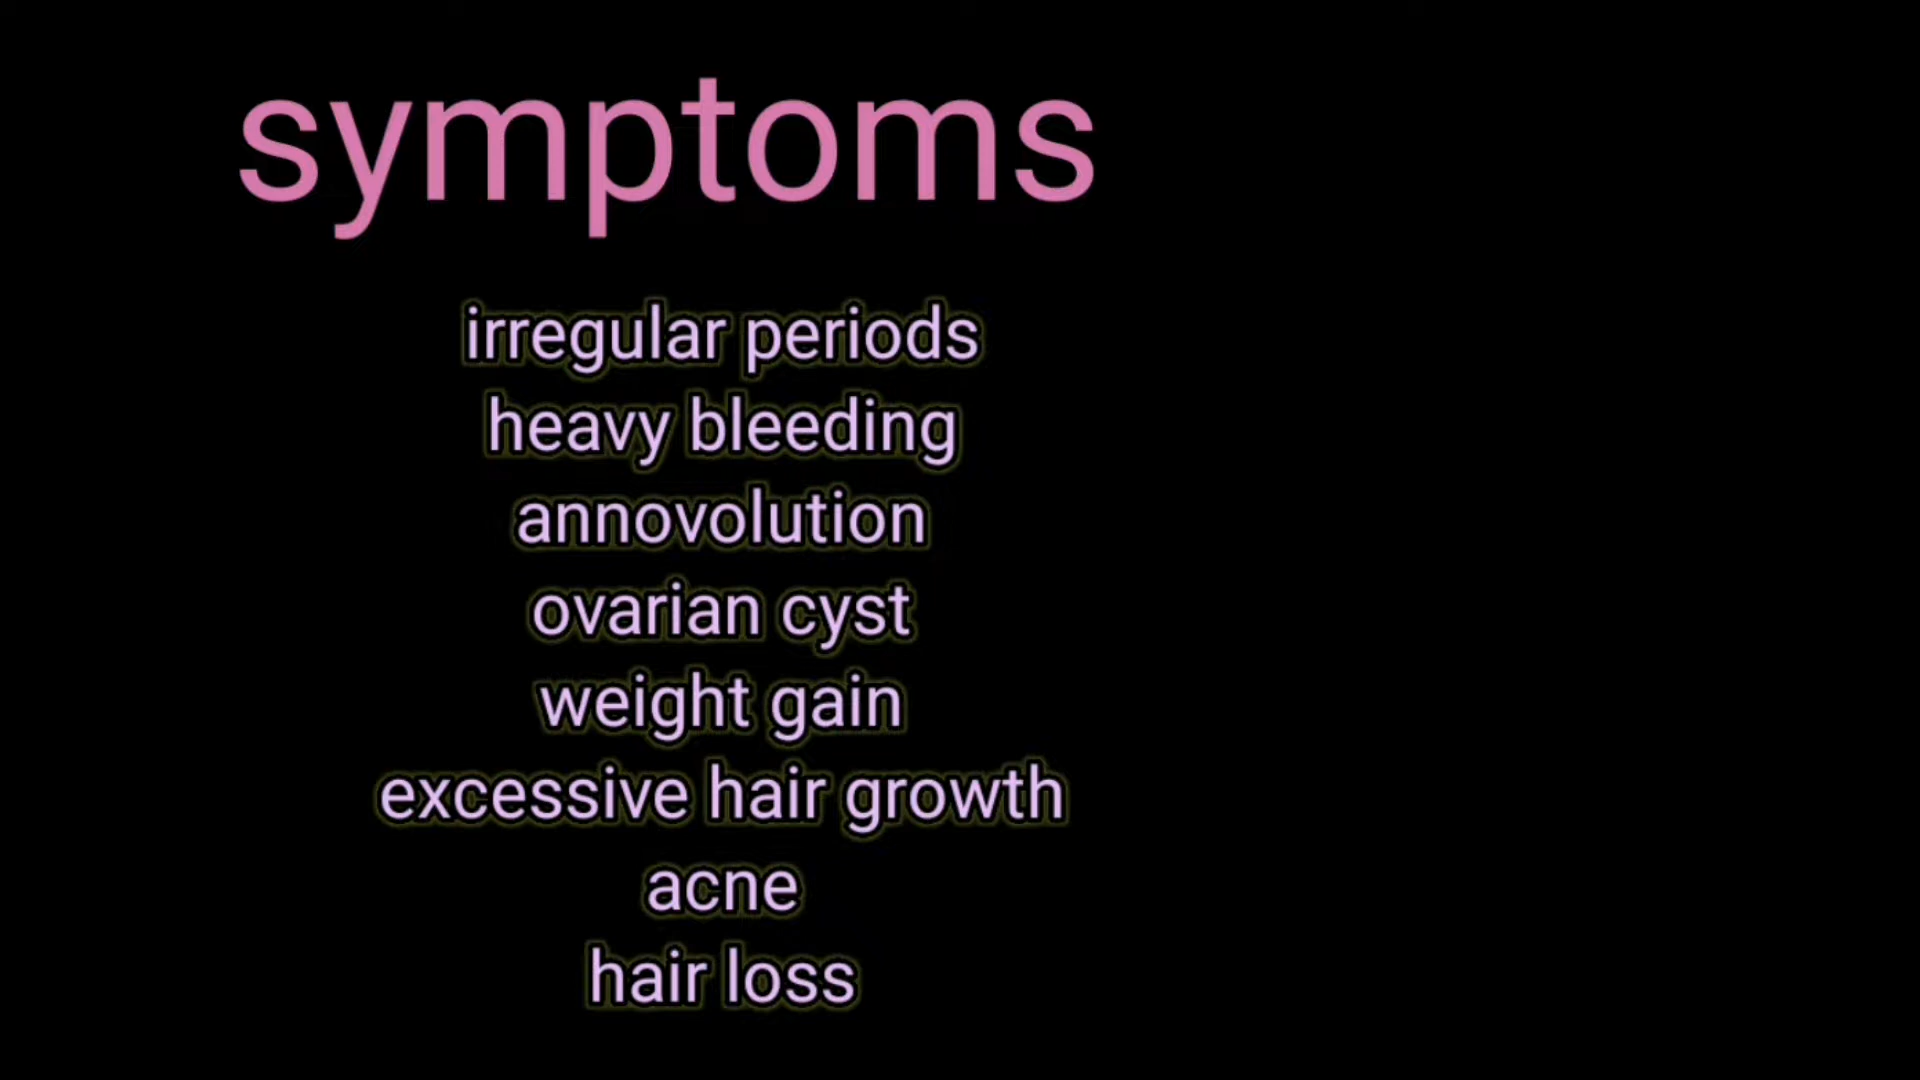 symptoms
irregular periods
heavy bleeding
annovolution
ovarian cyst
weight gain
excessive hair growth
acne
hair loss